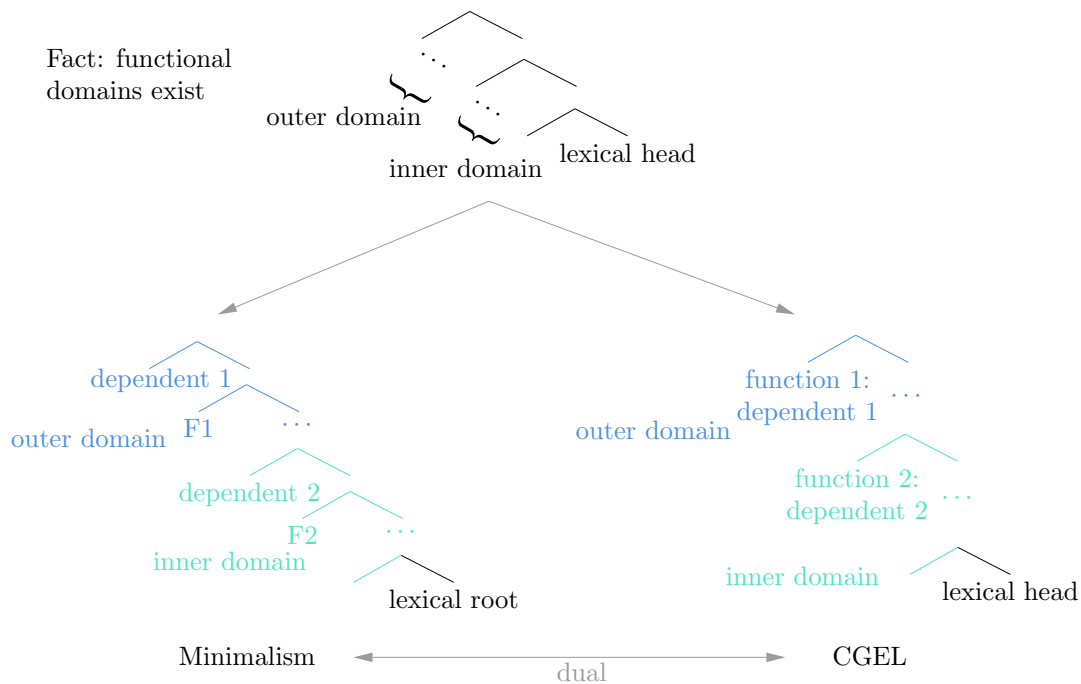 Fact: functional
domains exist
...
outer domain
...
inner domain
lexical head
dependent 1
F1
...
outer domain
dependent 2
F2
...
inner domain
lexical root
function 1:
dependent 1
...
outer domain
function 2:
dependent 2
...
inner domain
lexical head
Minimalism
dual
CGEL